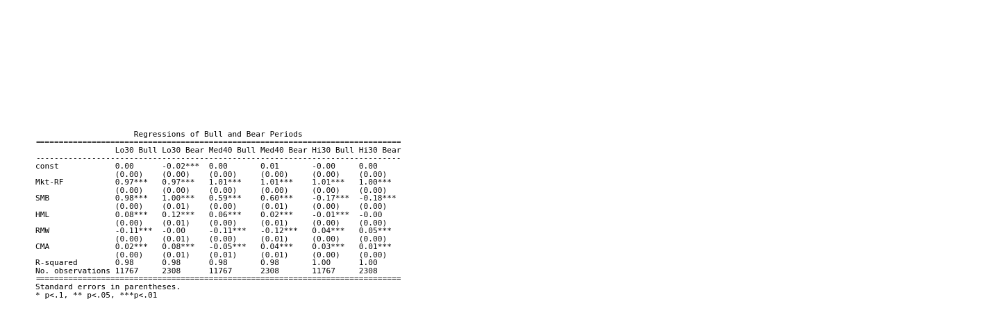 Regressions of Bull and Bear Periods
==============================================================================
                 Lo30 Bull Lo30 Bear Med40 Bull Med40 Bear Hi30 Bull Hi30 Bear
------------------------------------------------------------------------------
const            0.00      -0.02***  0.00       0.01       -0.00     0.00
                 (0.00)    (0.00)    (0.00)     (0.00)     (0.00)    (0.00)
Mkt-RF           0.97***   0.97***   1.01***    1.01***    1.01***   1.00***
                 (0.00)    (0.00)    (0.00)     (0.00)     (0.00)    (0.00)
SMB              0.98***   1.00***   0.59***    0.60***    -0.17***  -0.18***
                 (0.00)    (0.01)    (0.00)     (0.01)     (0.00)    (0.00)
HML              0.08***   0.12***   0.06***    0.02***    -0.01***  -0.00
                 (0.00)    (0.01)    (0.00)     (0.01)     (0.00)    (0.00)
RMW              -0.11***  -0.00     -0.11***   -0.12***   0.04***   0.05***
                 (0.00)    (0.01)    (0.00)     (0.01)     (0.00)    (0.00)
CMA              0.02***   0.08***   -0.05***   0.04***    0.03***   0.01***
                 (0.00)    (0.01)    (0.01)     (0.01)     (0.00)    (0.00)
R-squared        0.98      0.98      0.98       0.98       1.00      1.00
No. observations 11767     2308      11767      2308       11767     2308
==============================================================================
Standard errors in parentheses.
* p<.1, ** p<.05, ***p<.01